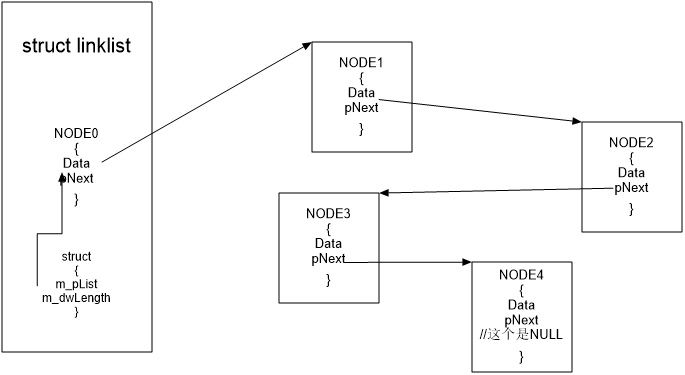 struct linklist
NODE0
{
Data
pNext
}
struct
{
m_pList
m_dwLength
}
NODE1
{
Data
pNext
}
NODE2
{
Data
pNext
}
NODE3
{
Data
pNext
}
NODE4
{
Data
pNext
//这个是NULL
}